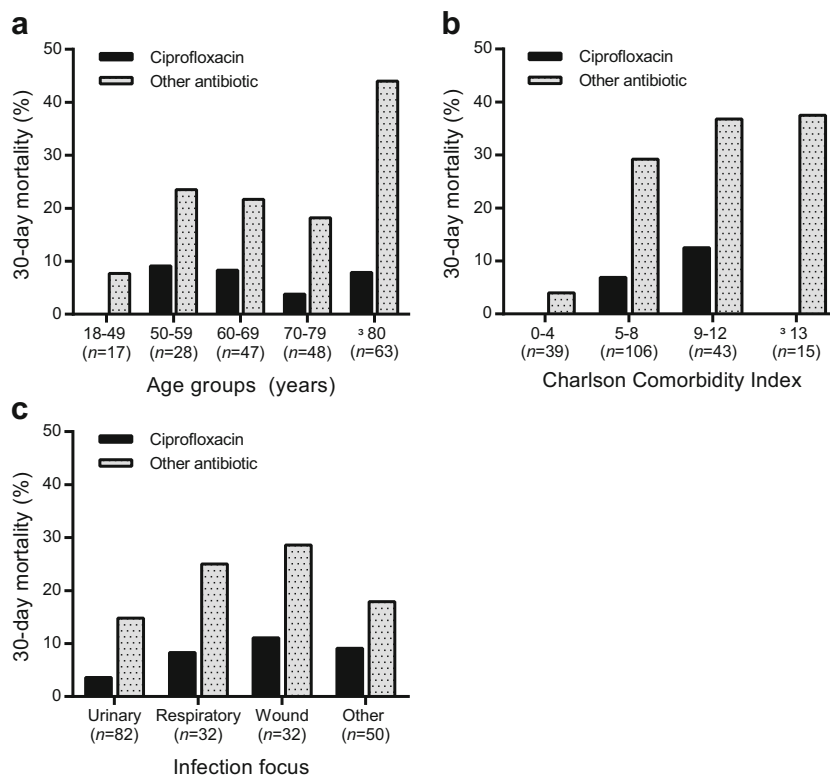 a
50
40
30
20
10
0
30-day mortality (%)
Ciprofloxacin
Other antibiotic
18-49 50-59 60-69 70-79 ³ 80
(n=17) (n=28) (n=47) (n=48) (n=63)
Age groups (years)
b
50
40
30
20
10
0
30-day mortality (%)
Ciprofloxacin
Other antibiotic
0-4 5-8 9-12 ³ 13
(n=39) (n=106) (n=43) (n=15)
Charlson Comorbidity Index
c
50
40
30
20
10
0
30-day mortality (%)
Ciprofloxacin
Other antibiotic
Urinary Respiratory Wound Other
(n=82) (n=32) (n=32) (n=50)
Infection focus